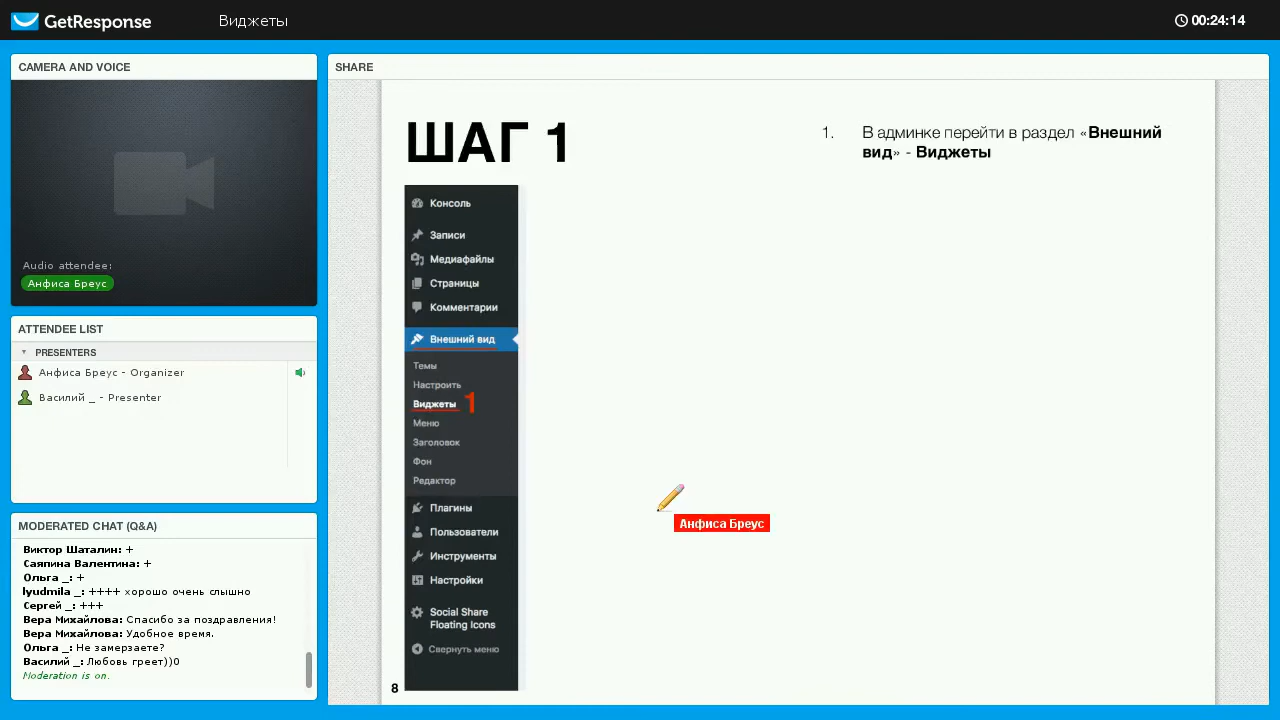 GetResponse
Виджеты
00:24:14
CAMERA AND VOICE
Audio attendee:
Анфиса Бреус
ATTENDEE LIST
PRESENTERS
Анфиса Бреус - Organizer
Василий _ - Presenter
MODERATED CHAT (Q&A)
Виктор Шаталин: +
Саяпина Валентина: +
Ольга _: +
lyudmila _: ++++ хорошо очень слышно
Сергей _: +++
Вера Михайлова: Спасибо за поздравления!
Вера Михайлова: Удобное время.
Ольга _: Не замерзаете?
Василий _: Любовь греет))0
Moderation is on.
SHARE
ШАГ 1
1. В админке перейти в раздел «Внешний
вид» - Виджеты
Консоль
Записи
Медиафайлы
Страницы
Комментарии
Внешний вид
Темы
Настроить
Виджеты 1
Меню
Заголовок
Фон
Редактор
Плагины
Пользователи
Инструменты
Настройки
Social Share
Floating Icons
Свернуть меню
Анфиса Бреус
8